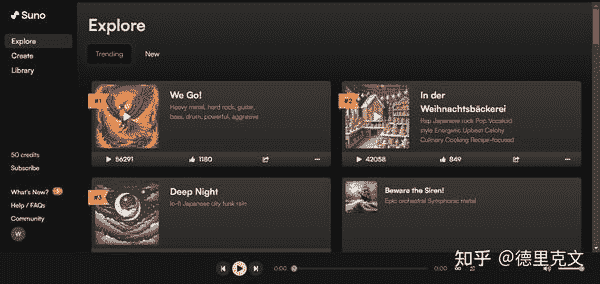 Suno
Explore
Create
Library
50 credits
Subscribe
What's New?
Help / FAQs
Community
W
Explore
Trending
New
#1
We Go!
Heavy metal, hard rock, guitar,
bass, drum, powerful, aggresive
56291
1180
#2
In der
Weihnachtsbäckerei
Rap Japanese rock Pop Vocaloid
style Energetic Upbeat Catchy
Culinary Cooking Recipe-focused
42058
849
#3
Deep Night
lo-fi Japanese city funk rain
Beware the Siren!
Epic orchestral Symphonic metal
0:00
0:00
知乎 @德里克文